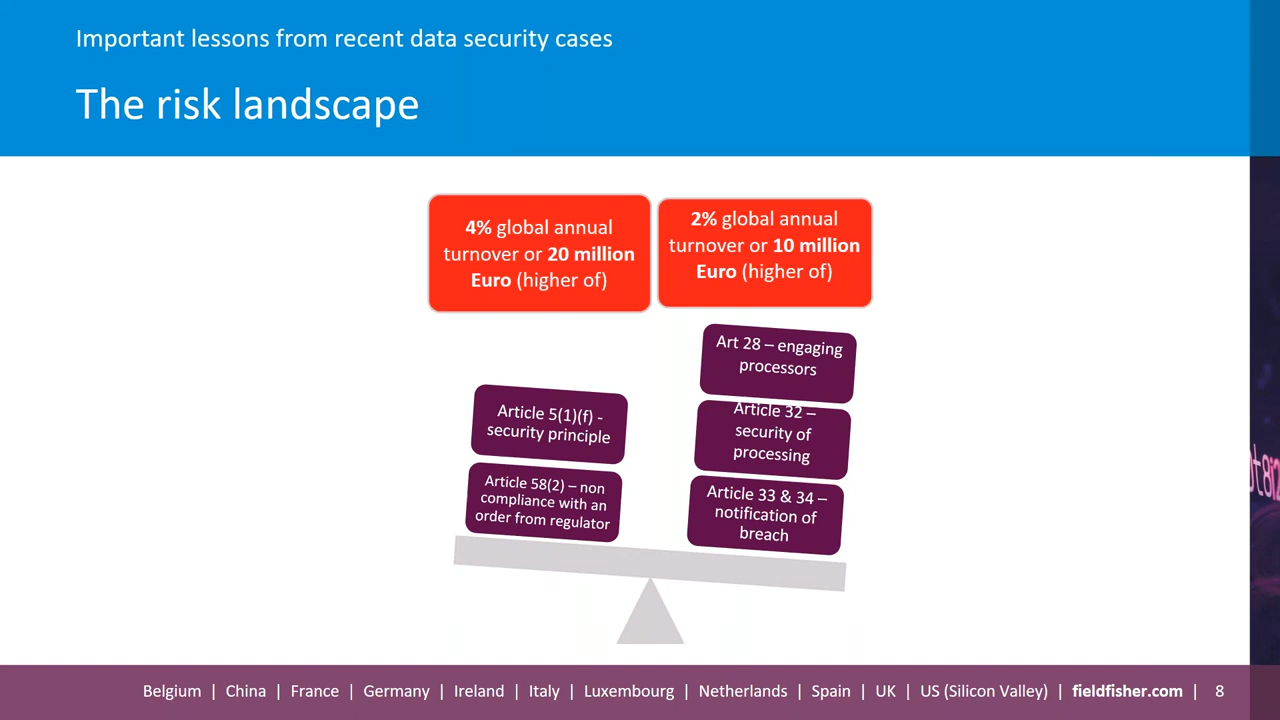 Important lessons from recent data security cases
The risk landscape
4% global annual
turnover or 20 million
Euro (higher of)
2% global annual
turnover or 10 million
Euro (higher of)
Art 28 – engaging
processors
Article 5(1)(f) -
security principle
Article 32 –
security of
processing
Article 58(2) – non
compliance with an
order from regulator
Article 33 & 34 –
notification of
breach
Belgium | China | France | Germany | Ireland | Italy | Luxembourg | Netherlands | Spain | UK | US (Silicon Valley) | fieldfisher.com | 8